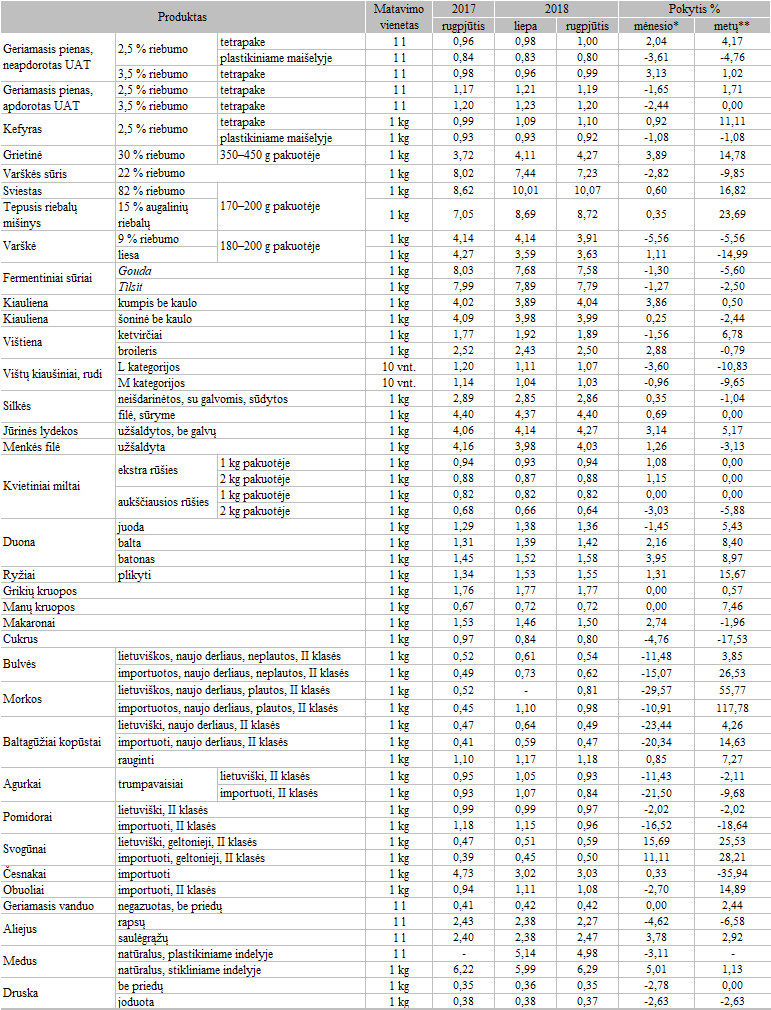 Produktas Matavimo vienetas 2017 2018 Pokytis %
rugpjūtis liepa rugpjūtis mėnesio* metų**
Geriamasis pienas, neapdorotas UAT 2,5 % riebumo tetrapake 1 l 0,96 0,98 1,00 2,04 4,17
plastikiniame maišelyje 1 l 0,84 0,83 0,80 -3,61 -4,76
3,5 % riebumo tetrapake 1 l 0,98 0,96 0,99 3,13 1,02
Geriamasis pienas, apdorotas UAT 2,5 % riebumo tetrapake 1 l 1,17 1,21 1,19 -1,65 1,71
3,5 % riebumo tetrapake 1 l 1,20 1,23 1,20 -2,44 0,00
Kefyras 2,5 % riebumo tetrapake 1 kg 0,99 1,09 1,10 0,92 11,11
plastikiniame maišelyje 1 kg 0,93 0,93 0,92 -1,08 -1,08
Grietinė 30 % riebumo 350–450 g pakuotėje 1 kg 3,72 4,11 4,27 3,89 14,78
Varškės sūris 22 % riebumo 1 kg 8,02 7,44 7,23 -2,82 -9,85
Sviestas 82 % riebumo 170–200 g pakuotėje 1 kg 8,62 10,01 10,07 0,60 16,82
Tepusis riebalų mišinys 15 % augalinių riebalų 1 kg 7,05 8,69 8,72 0,35 23,69
Varškė 9 % riebumo 180–200 g pakuotėje 1 kg 4,14 4,14 3,91 -5,56 -5,56
liesa 1 kg 4,27 3,59 3,63 1,11 -14,99
Fermentiniai sūriai Gouda 1 kg 8,03 7,68 7,58 -1,30 -5,60
Tilsit 1 kg 7,99 7,89 7,79 -1,27 -2,50
Kiauliena kumpis be kaulo 1 kg 4,02 3,89 4,04 3,86 0,50
Kiauliena šoninė be kaulo 1 kg 4,09 3,98 3,99 0,25 -2,44
Vištiena ketvirčiai 1 kg 1,77 1,92 1,89 -1,56 6,78
broileris 1 kg 2,52 2,43 2,50 2,88 -0,79
Vištų kiaušiniai, rudi L kategorijos 10 vnt. 1,20 1,11 1,07 -3,60 -10,83
M kategorijos 10 vnt. 1,14 1,04 1,03 -0,96 -9,65
Silkės neišdarinėtos, su galvomis, sūdytos 1 kg 2,89 2,85 2,86 0,35 -1,04
filė, sūryme 1 kg 4,40 4,37 4,40 0,69 0,00
Jūrinės lydekos užšaldytos, be galvų 1 kg 4,06 4,14 4,27 3,14 5,17
Menkės filė užšaldyta 1 kg 4,16 3,98 4,03 1,26 -3,13
Kvietiniai miltai ekstra rūšies 1 kg pakuotėje 1 kg 0,94 0,93 0,94 1,08 0,00
2 kg pakuotėje 1 kg 0,88 0,87 0,88 1,15 0,00
aukščiausios rūšies 1 kg pakuotėje 1 kg 0,82 0,82 0,82 0,00 0,00
2 kg pakuotėje 1 kg 0,68 0,66 0,64 -3,03 -5,88
Duona juoda 1 kg 1,29 1,38 1,36 -1,45 5,43
balta 1 kg 1,31 1,39 1,42 2,16 8,40
batonas 1 kg 1,45 1,52 1,58 3,95 8,97
Ryžiai plikyti 1 kg 1,34 1,53 1,55 1,31 15,67
Grikių kruopos 1 kg 1,76 1,77 1,77 0,00 0,57
Manų kruopos 1 kg 0,67 0,72 0,72 0,00 7,46
Makaronai 1 kg 1,53 1,46 1,50 2,74 -1,96
Cukrus 1 kg 0,97 0,84 0,80 -4,76 -17,53
Bulvės lietuviškos, naujo derliaus, neplautos, II klasės 1 kg 0,52 0,61 0,54 -11,48 3,85
importuotos, naujo derliaus, neplautos, II klasės 1 kg 0,49 0,73 0,62 -15,07 26,53
Morkos lietuviškos, naujo derliaus, plautos, II klasės 1 kg 0,52 - 0,81 -29,57 55,77
importuotos, naujo derliaus, plautos, II klasės 1 kg 0,45 1,10 0,98 -10,91 117,78
Baltagūžiai kopūstai lietuviški, naujo derliaus, II klasės 1 kg 0,47 0,64 0,49 -23,44 4,26
importuoti, naujo derliaus, II klasės 1 kg 0,41 0,59 0,47 -20,34 14,63
rauginti 1 kg 1,10 1,17 1,18 0,85 7,27
Agurkai trumpavaisiai lietuviški, II klasės 1 kg 0,95 1,05 0,93 -11,43 -2,11
importuoti, II klasės 1 kg 0,93 1,07 0,84 -21,50 -9,68
Pomidorai lietuviški, II klasės 1 kg 0,99 0,99 0,97 -2,02 -2,02
importuoti, II klasės 1 kg 1,18 1,15 0,96 -16,52 -18,64
Svogūnai lietuviški, geltonieji, II klasės 1 kg 0,47 0,51 0,59 15,69 25,53
importuoti, geltonieji, II klasės 1 kg 0,39 0,45 0,50 11,11 28,21
Česnakai importuoti 1 kg 4,73 3,02 3,03 0,33 -35,94
Obuoliai importuoti, II klasės 1 kg 0,94 1,11 1,08 -2,70 14,89
Geriamasis vanduo negazuotas, be priedų 1 l 0,41 0,42 0,42 0,00 2,44
Aliejus rapsų 1 l 2,43 2,38 2,27 -4,62 -6,58
saulėgrąžų 1 l 2,40 2,38 2,47 3,78 2,92
Medus natūralus, plastikiniame indelyje 1 l - 5,14 4,98 -3,11 -
natūralus, stikliniame indelyje 1 kg 6,22 5,99 6,29 5,01 1,13
Druska be priedų 1 kg 0,35 0,36 0,35 -2,78 0,00
joduota 1 kg 0,38 0,38 0,37 -2,63 -2,63